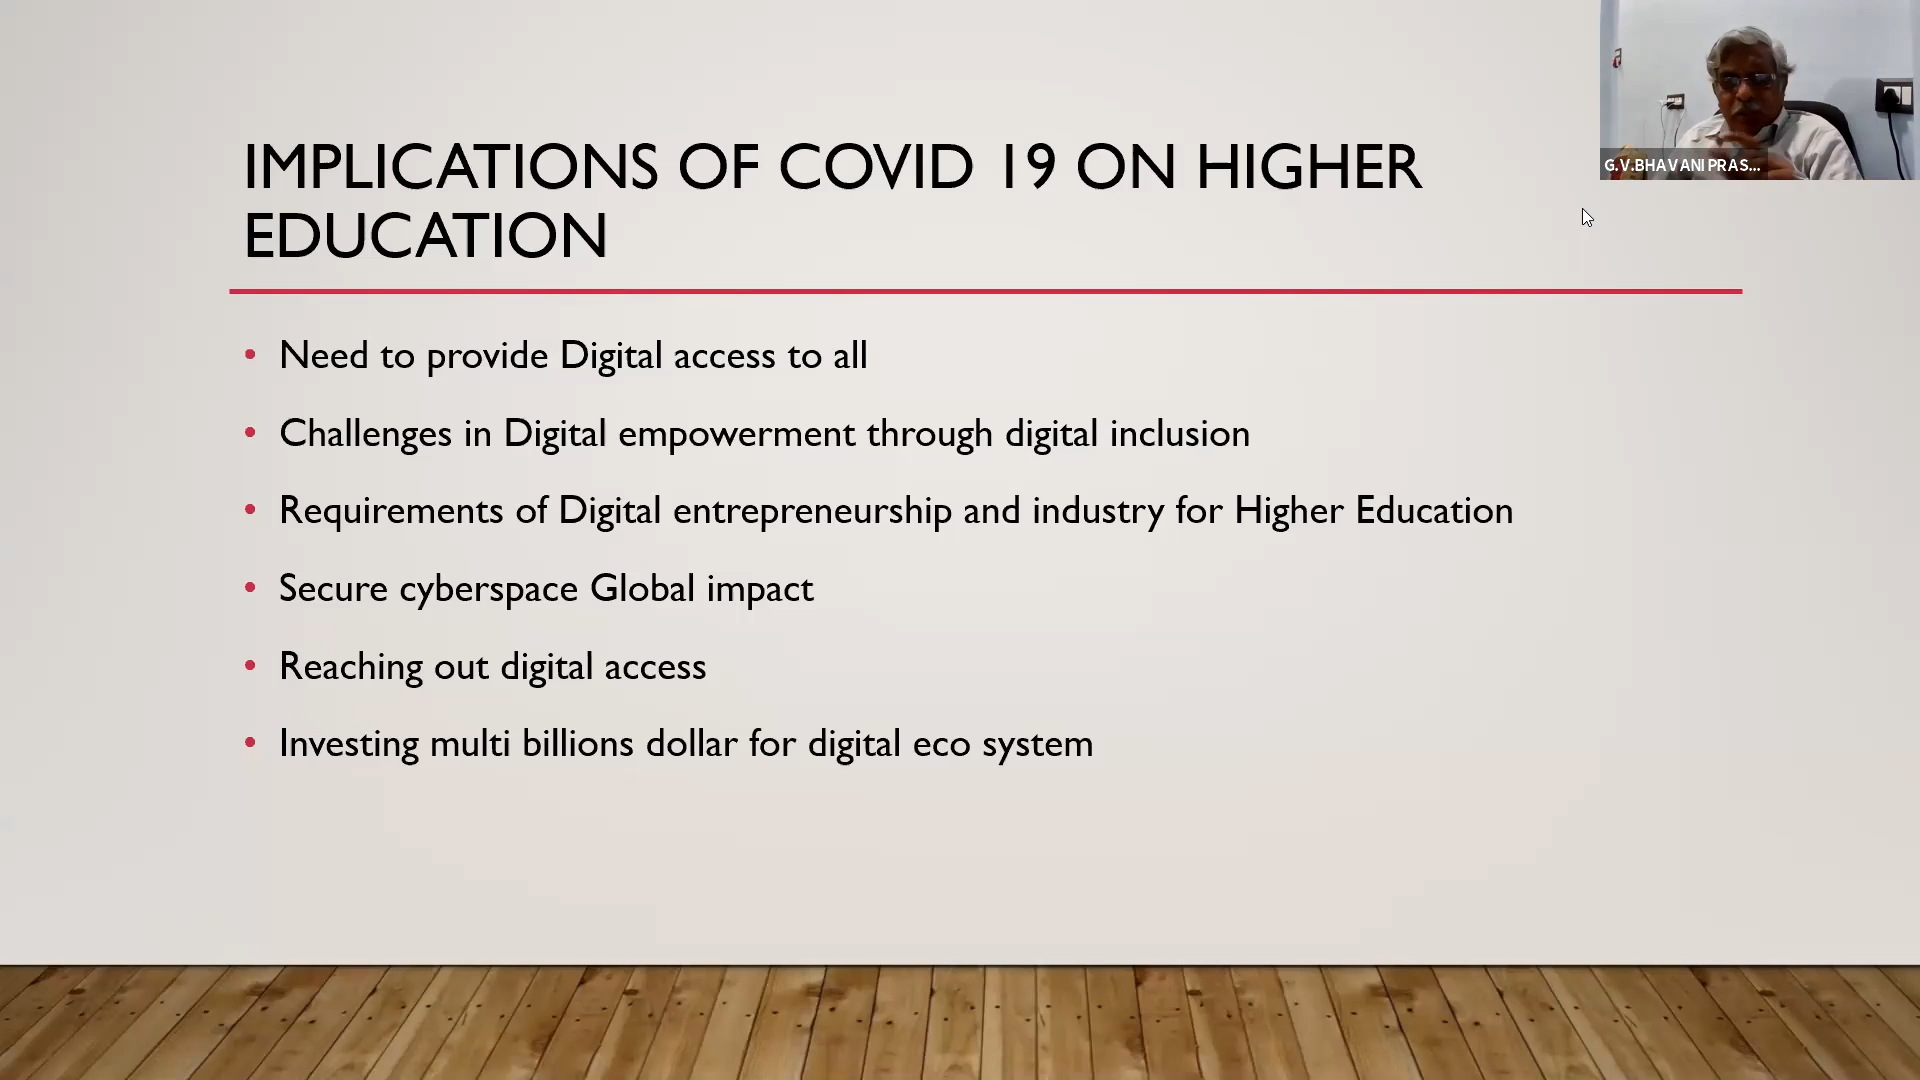 IMPLICATIONS OF COVID 19 ON HIGHER
EDUCATION
• Need to provide Digital access to all
• Challenges in Digital empowerment through digital inclusion
• Requirements of Digital entrepreneurship and industry for Higher Education
• Secure cyberspace Global impact
• Reaching out digital access
• Investing multi billions dollar for digital eco system
G.V.BHAVANI PRAS...